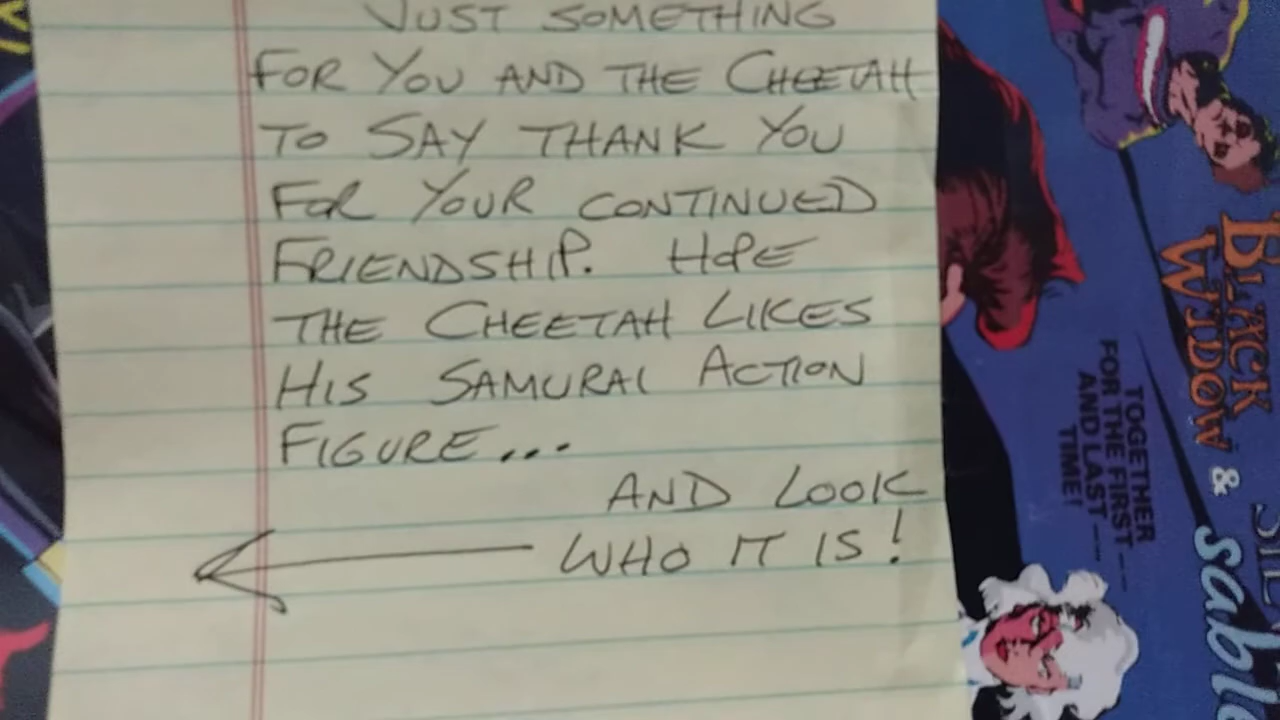 JUST SOMETHING
FOR YOU AND THE CHEETAH
TO SAY THANK YOU
FOR YOUR CONTINUED
FRIENDSHIP. HOPE
THE CHEETAH LIKES
HIS SAMURAI ACTION
FIGURE...
AND LOOK
WHO IT IS!
BLACK
WIDOW
&
TOGETHER
FOR THE FIRST--
AND LAST--
TIME!